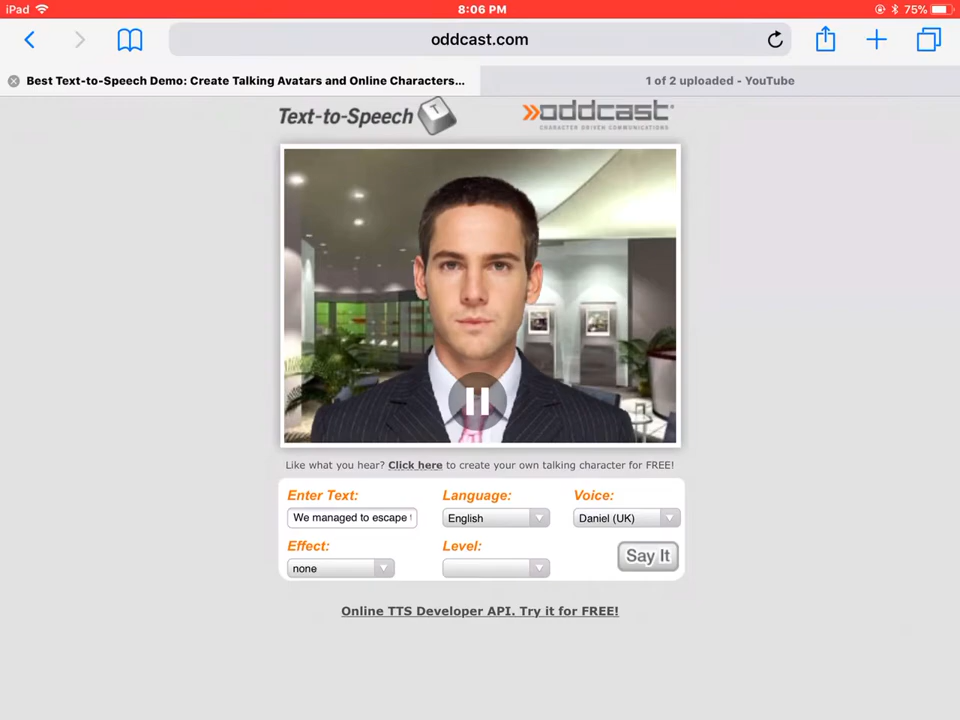 iPad 8:06 PM 75%
oddcast.com
Best Text-to-Speech Demo: Create Talking Avatars and Online Characters... 1 of 2 uploaded - YouTube
Text-to-Speech T oddcast
CHARACTER DRIVEN COMMUNICATIONS
Like what you hear? Click here to create your own talking character for FREE!
Enter Text: Language: Voice:
We managed to escape English Daniel (UK)
Effect: Level: Say It
none
Online TTS Developer API. Try it for FREE!